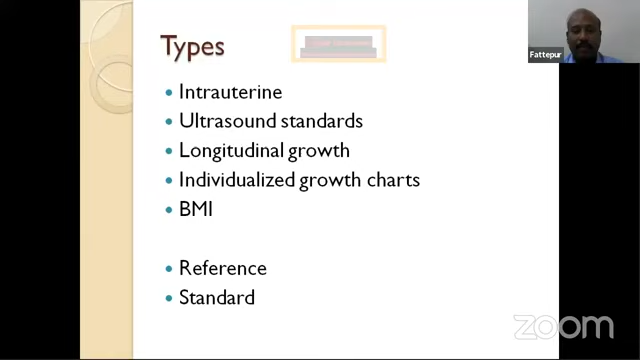 Types
Fattepur
Intrauterine
Ultrasound standards
Longitudinal growth
Individualized growth charts
BMI
Reference
Standard
zoom